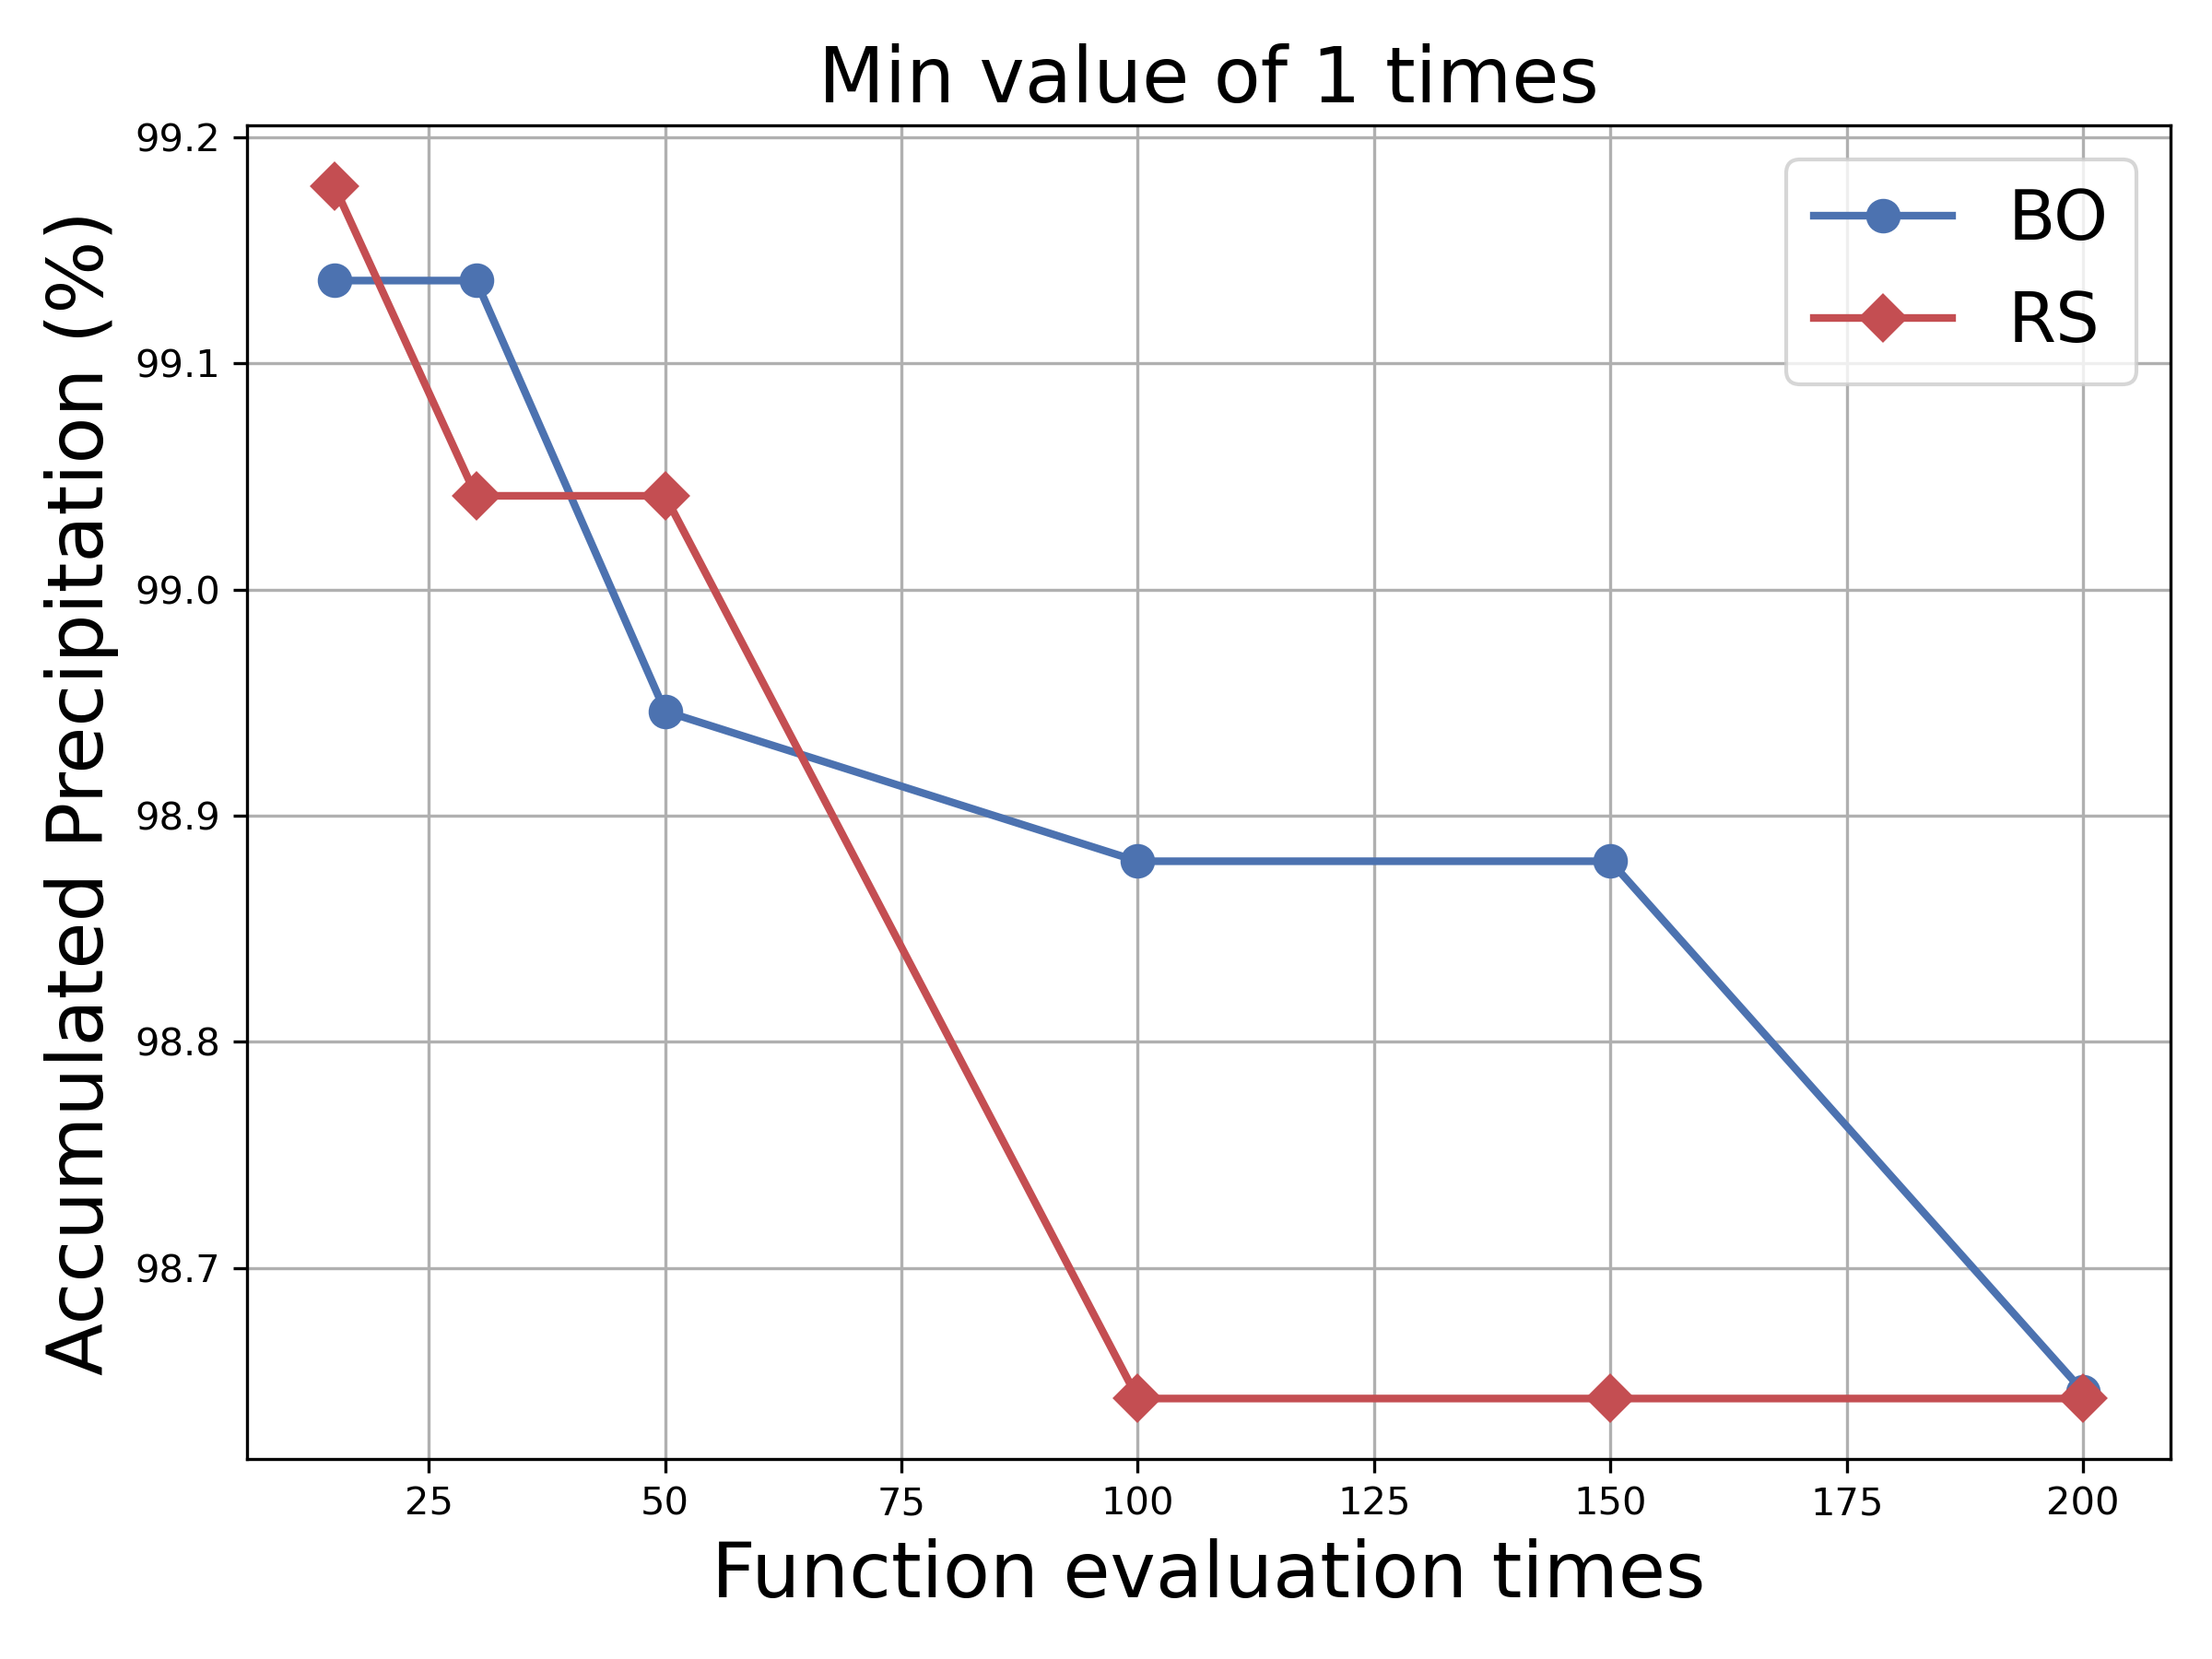 Min value of 1 times
BO
RS
Accumulated Precipitation (%)
99.2
99.1
99.0
98.9
98.8
98.7
25 50 75 100 125 150 175 200
Function evaluation times